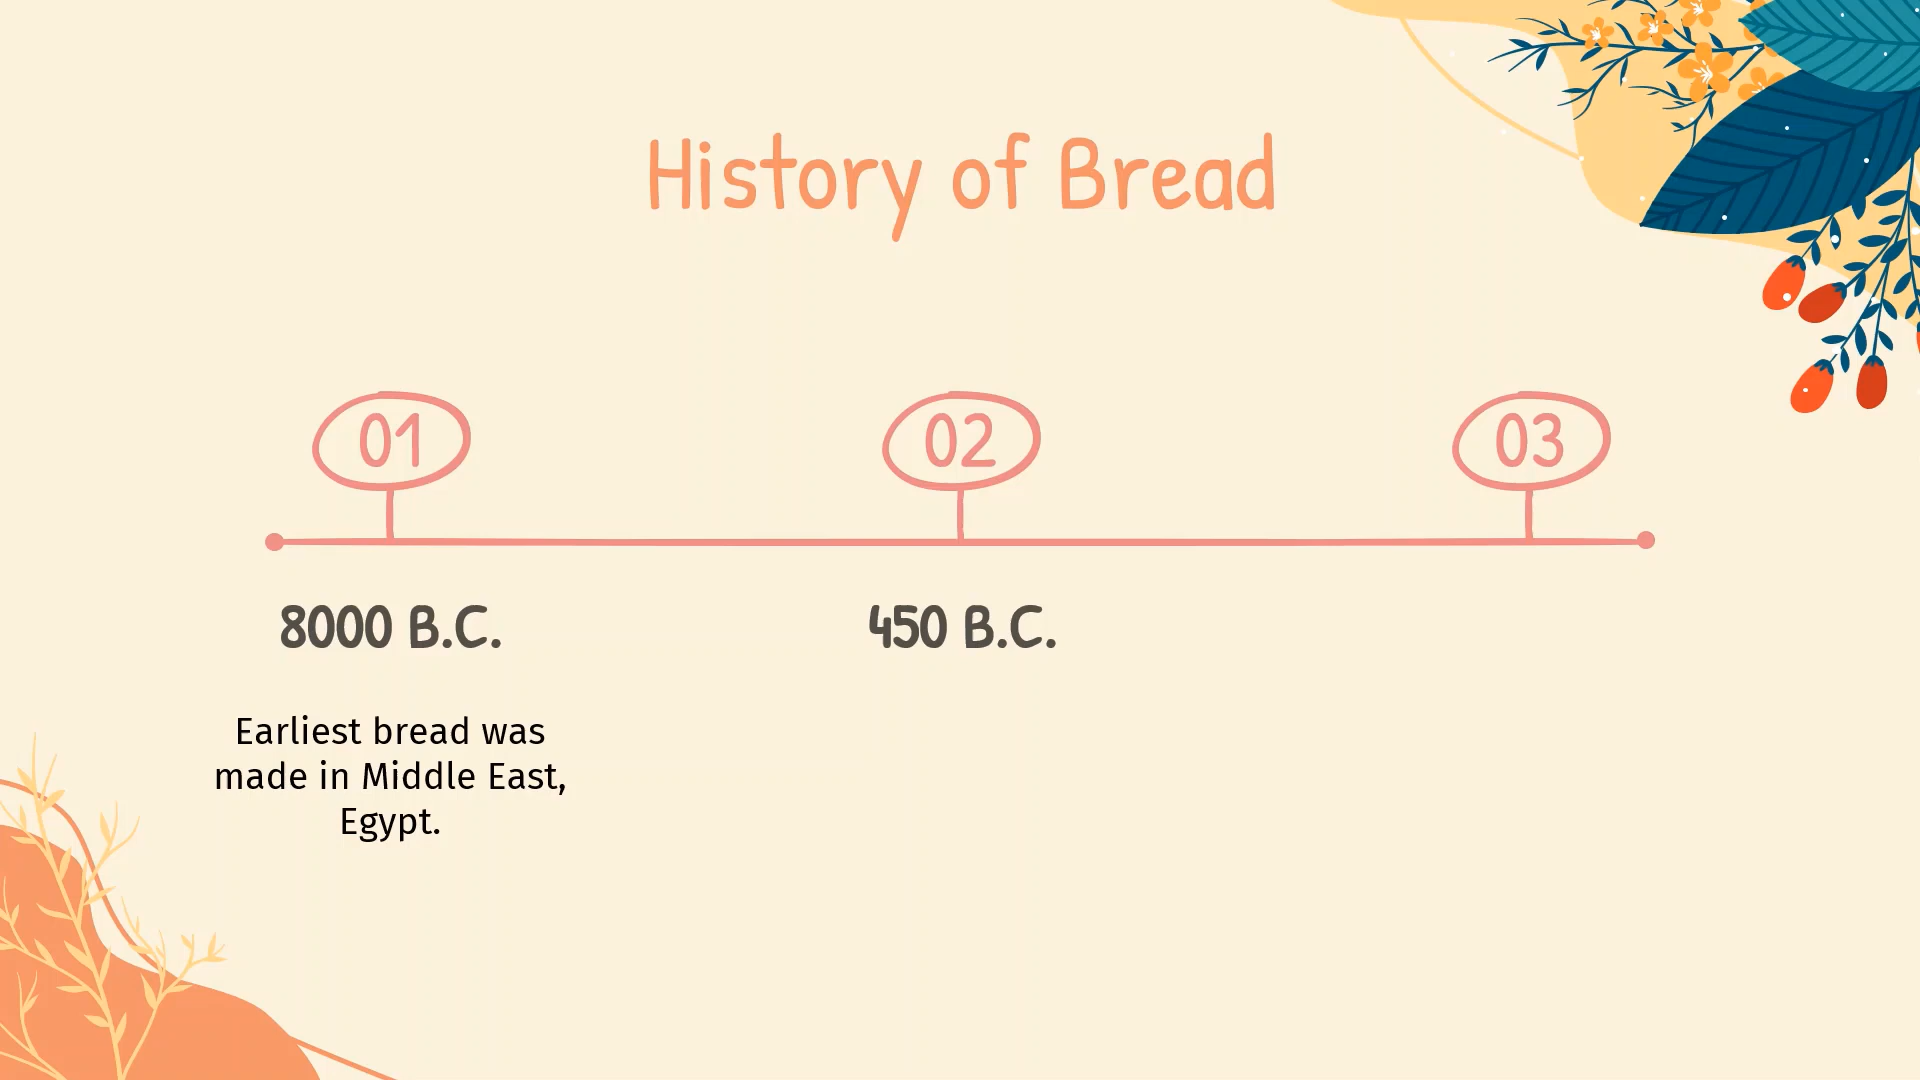 History of Bread
01
02
03
8000 B.C.
450 B.C.
Earliest bread was
made in Middle East,
Egypt.